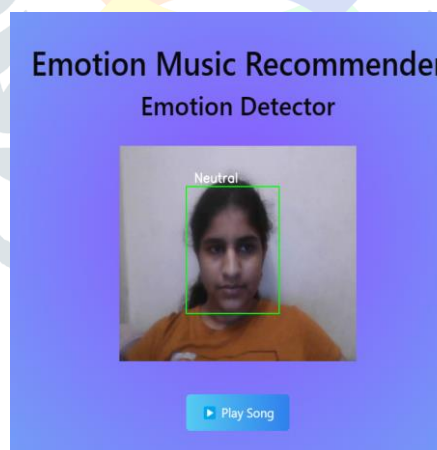 Emotion Music Recommender
Emotion Detector
Neutral
Play Song